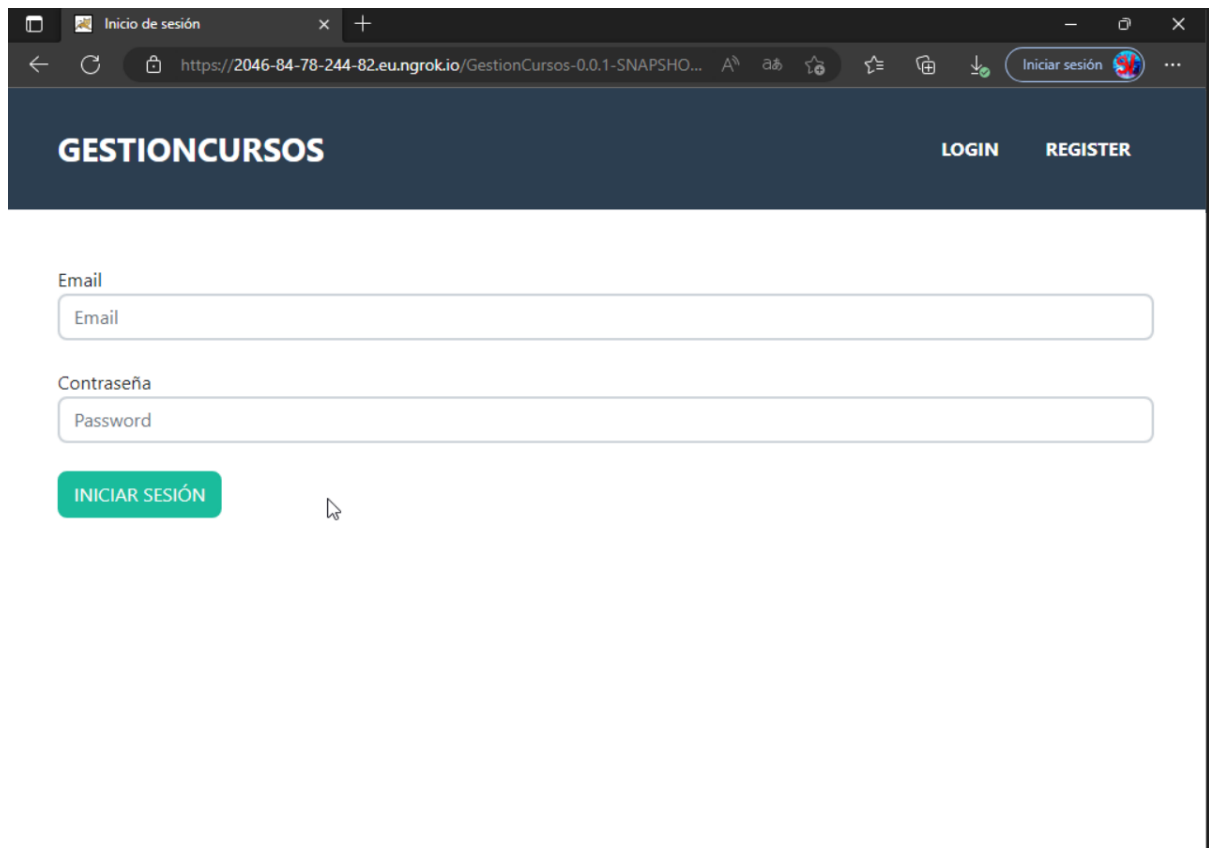 Inicio de sesión
https://2046-84-78-244-82.eu.ngrok.io/GestionCursos-0.0.1-SNAPSHO... A あ Iniciar sesión
GESTIONCURSOS LOGIN REGISTER
Email
Email
Contraseña
Password
INICIAR SESIÓN